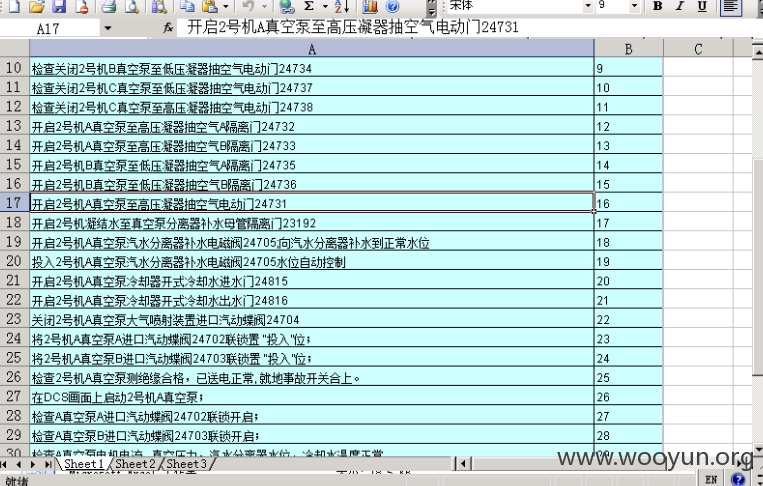 宋体 9 B I U
A17 fx 开启2号机A真空泵至高压凝器抽空气电动门24731
A B C
10 检查关闭2号机B真空泵至低压凝器抽空气电动门24734 9
11 检查关闭2号机C真空泵至低压凝器抽空气电动门24737 10
12 检查关闭2号机C真空泵至高压凝器抽空气电动门24738 11
13 开启2号机A真空泵至高压凝器抽空气A隔离门24732 12
14 开启2号机A真空泵至高压凝器抽空气B隔离门24733 13
15 开启2号机B真空泵至低压凝器抽空气A隔离门24735 14
16 开启2号机B真空泵至低压凝器抽空气B隔离门24736 15
17 开启2号机A真空泵至高压凝器抽空气电动门24731 16
18 开启2号机凝结水至真空泵分离器补水母管隔离门23192 17
19 开启2号机A真空泵汽水分离器补水电磁阀24705;向汽水分离器补水到正常水位 18
20 投入2号机A真空泵汽水分离器补水电磁阀24705水位自动控制 19
21 开启2号机A真空泵冷却器开式冷却水进水门24815 20
22 开启2号机A真空泵冷却器开式冷却水出水门24816 21
23 关闭2号机A真空泵大气喷射装置进口汽动蝶阀24704 22
24 将2号机A真空泵A进口汽动蝶阀24702联锁置 "投入"位; 23
25 将2号机A真空泵B进口汽动蝶阀24703联锁置 "投入"位; 24
26 检查2号机A真空泵测绝缘合格，已送电正常,就地事故开关合上。 25
27 在DCS画面上启动2号机A真空泵; 26
28 检查A真空泵A进口汽动蝶阀24702联锁开启; 27
29 检查A真空泵B进口汽动蝶阀24703联锁开启; 28
30 检查A真空泵电机电流、真空压力、汽水分离器水位、冷却水温度正常
Sheet1 Sheet2 Sheet3
www.wooyun.org
就绪 EN